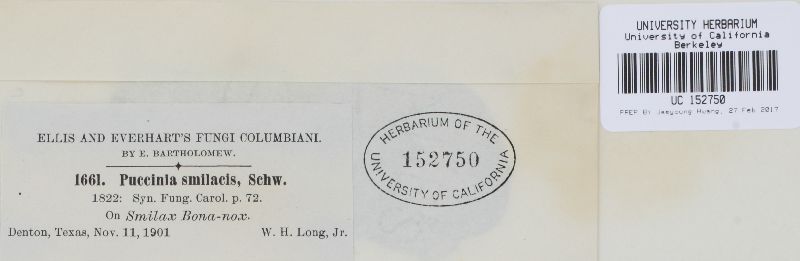 UNIVERSITY HERBARIUM
University of California
Berkeley
UC 152750
PREP BY Jaeyoung Huang, 27 Feb 2017
ELLIS AND EVERHART'S FUNGI COLUMBIANI.
BY E. BARTHOLOMEW.
1661. Puccinia smilacis, Schw.
1822: Syn. Fung. Carol. p. 72.
On Smilax Bona-nox.
Denton, Texas, Nov. 11, 1901 W. H. Long, Jr.
HERBARIUM OF THE
152750
UNIVERSITY OF CALIFORNIA